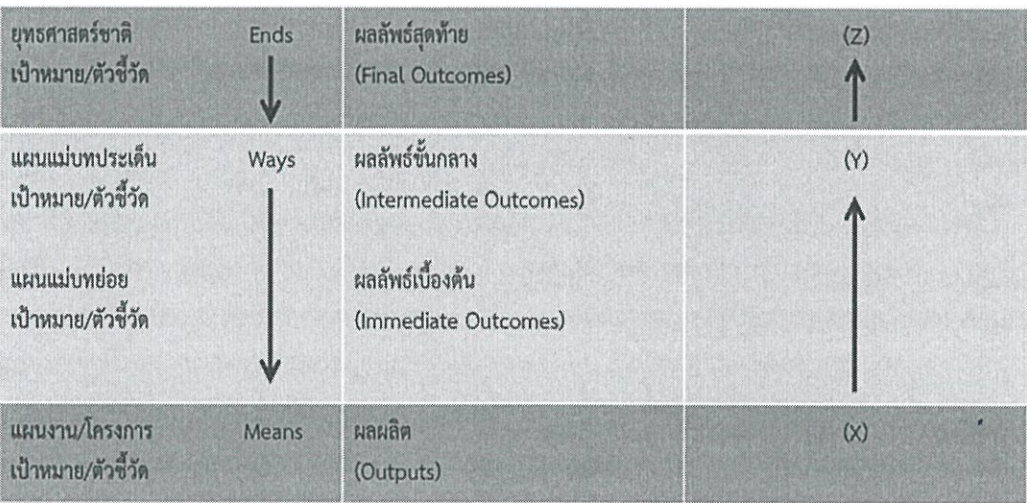 ยุทธศาสตร์ชาติ Ends ผลลัพธ์สุดท้าย (Z)
เป้าหมาย/ตัวชี้วัด (Final Outcomes)
แผนแม่บทประเด็น Ways ผลลัพธ์ขั้นกลาง (Y)
เป้าหมาย/ตัวชี้วัด (Intermediate Outcomes)
แผนแม่บทย่อย ผลลัพธ์เบื้องต้น
เป้าหมาย/ตัวชี้วัด (Immediate Outcomes)
แผนงาน/โครงการ Means ผลผลิต (X)
เป้าหมาย/ตัวชี้วัด (Outputs)